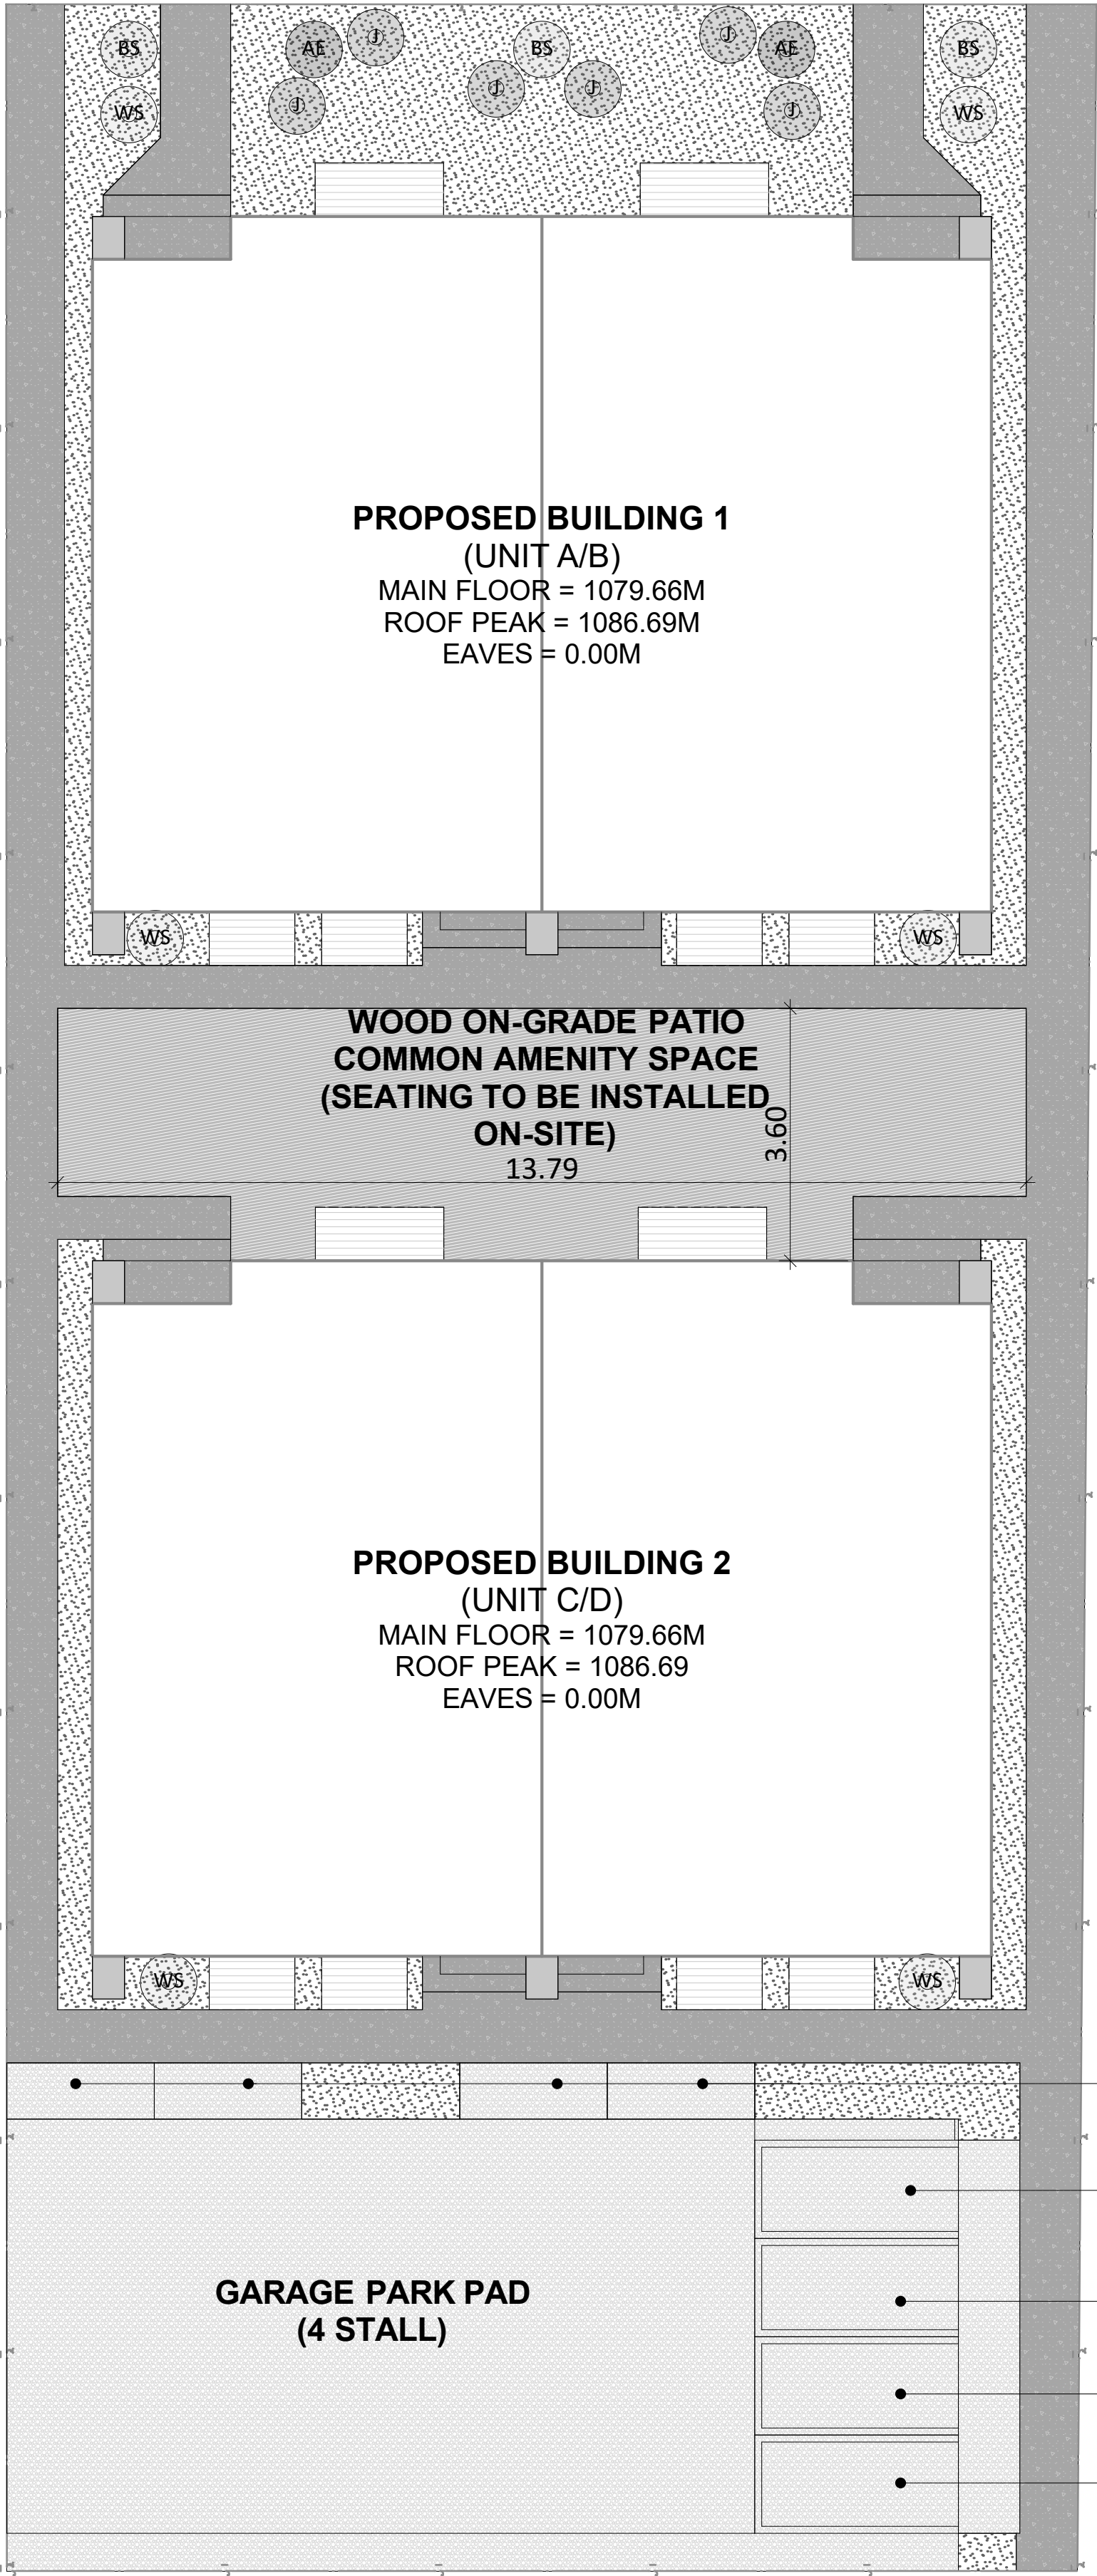 BS AE J BS J AE BS
WS J J J J WS
PROPOSED BUILDING 1
(UNIT A/B)
MAIN FLOOR = 1079.66M
ROOF PEAK = 1086.69M
EAVES = 0.00M
WS WS
WOOD ON-GRADE PATIO
COMMON AMENITY SPACE
(SEATING TO BE INSTALLED
ON-SITE)
3.60
13.79
PROPOSED BUILDING 2
(UNIT C/D)
MAIN FLOOR = 1079.66M
ROOF PEAK = 1086.69
EAVES = 0.00M
WS WS
GARAGE PARK PAD
(4 STALL)